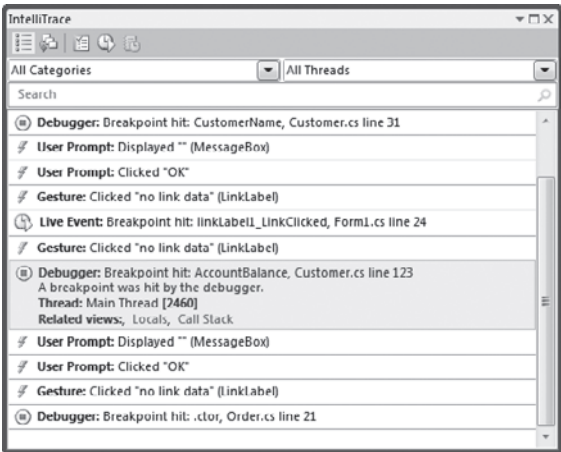 IntelliTrace
All Categories
All Threads
Search
Debugger: Breakpoint hit: CustomerName, Customer.cs line 31
User Prompt: Displayed "" (MessageBox)
User Prompt: Clicked "OK"
Gesture: Clicked "no link data" (LinkLabel)
Live Event: Breakpoint hit: linkLabel1_LinkClicked, Form1.cs line 24
Gesture: Clicked "no link data" (LinkLabel)
Debugger: Breakpoint hit: AccountBalance, Customer.cs line 123
A breakpoint was hit by the debugger.
Thread: Main Thread [2460]
Related views:, Locals, Call Stack
User Prompt: Displayed "" (MessageBox)
User Prompt: Clicked "OK"
Gesture: Clicked "no link data" (LinkLabel)
Debugger: Breakpoint hit: .ctor, Order.cs line 21